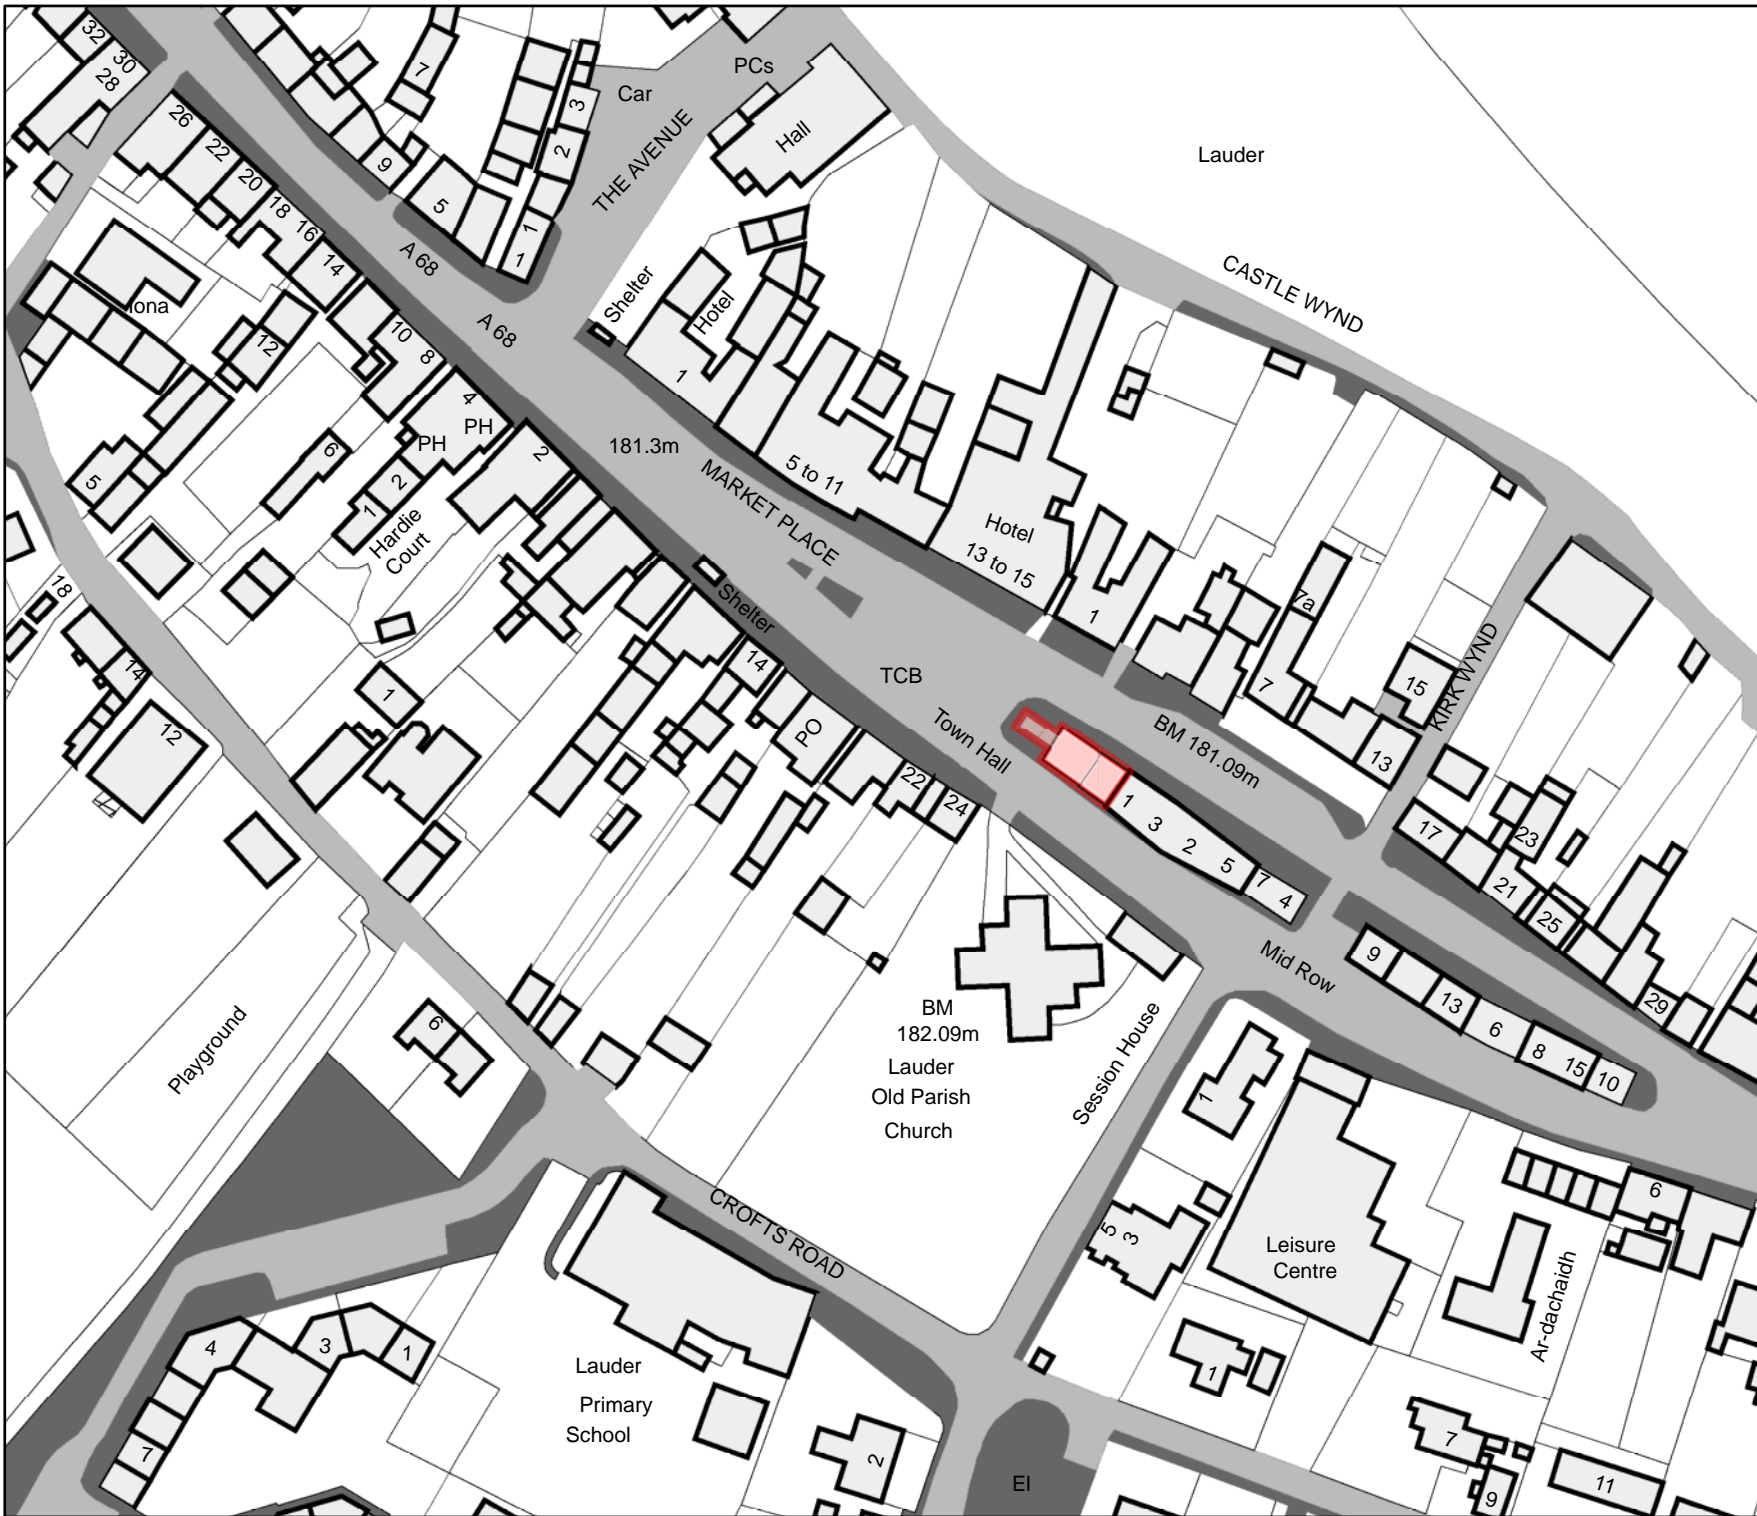 32
30
28
7
PCs
Car
3
26
Hall
THE AVENUE
22
2
Lauder
9
20
18
5
16
1
1
A 68
14
CASTLE WYND
Shelter
Iona
Hotel
12
10
A 68
8
1
4
PH
PH
2
181.3m
6
5 to 11
5
2
MARKET PLACE
1
Hardie
Court
Hotel
13 to 15
18
7a
Shelter
1
14
14
TCB
15
7
KIRK WYND
1
12
PO
Town Hall
BM 181.09m
13
22
24
1
3
2
5
7
4
17
23
21
25
9
Mid Row
13
29
6
8
15
10
BM
182.09m
Playground
6
Lauder
Old Parish
Church
Session House
1
CROFTS ROAD
6
5
3
Leisure
Centre
Ar-dachaidh
4
3
1
Lauder
Primary
School
1
7
2
7
11
9
El